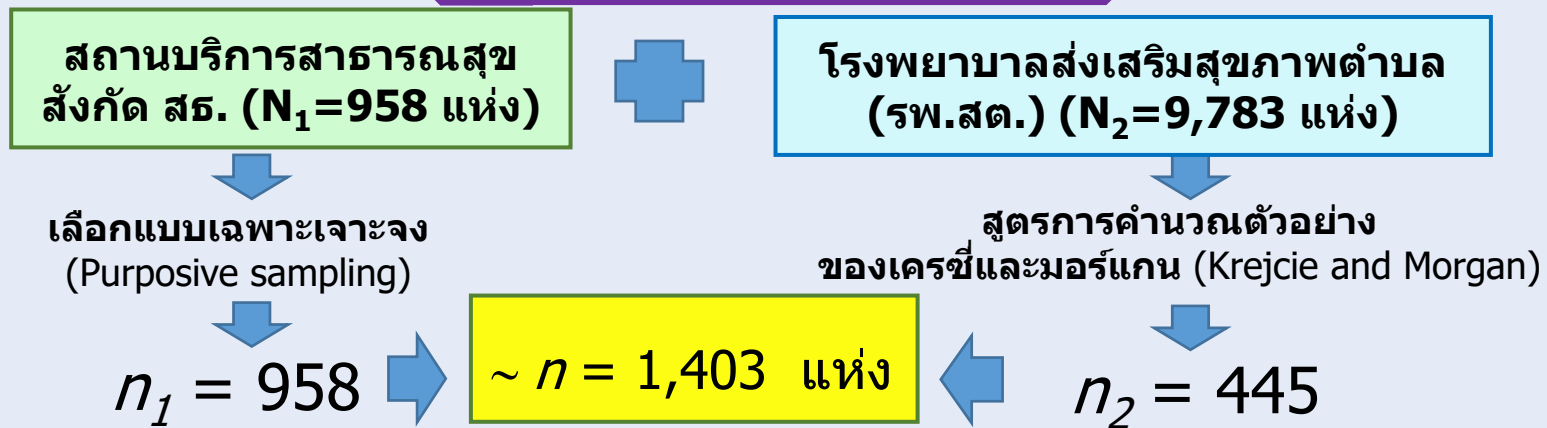 สถานบริการสาธารณสุข
สังกัด สธ. (N₁=958 แห่ง)
โรงพยาบาลส่งเสริมสุขภาพตำบล
(รพ.สต.) (N₂=9,783 แห่ง)
เลือกแบบเฉพาะเจาะจง
(Purposive sampling)
สูตรการคำนวณตัวอย่าง
ของเครซี่และมอร์แกน (Krejcie and Morgan)
n₁ = 958
~ n = 1,403 แห่ง
n₂ = 445